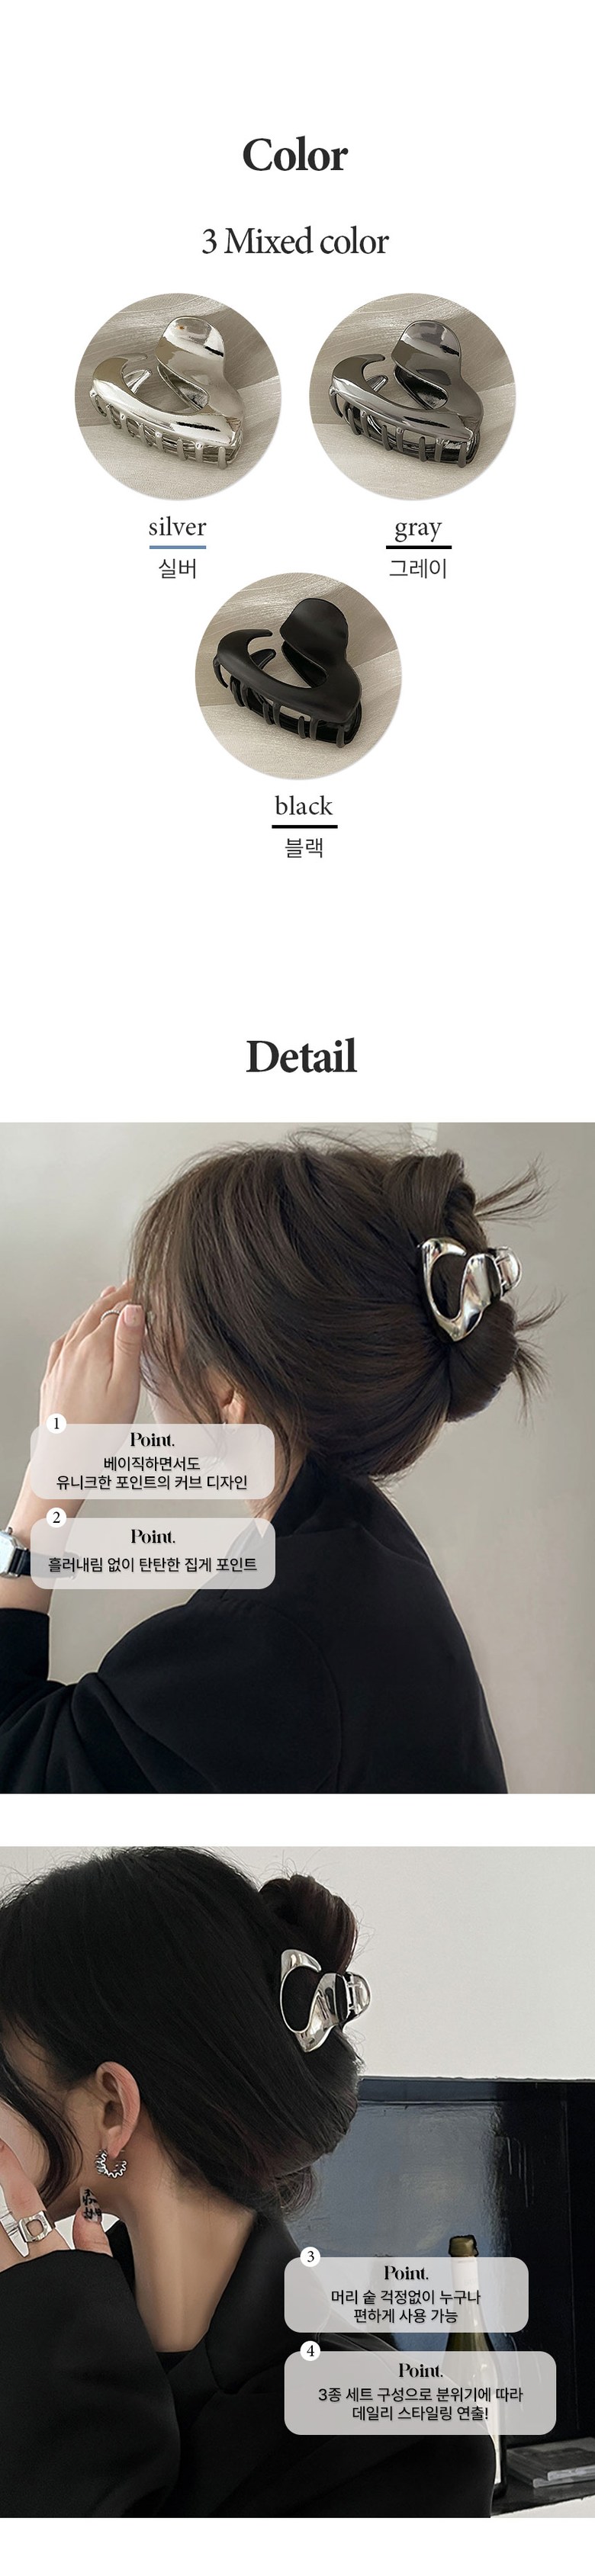 Color
3 Mixed color
silver
실버
gray
그레이
black
블랙
Detail
1
Point.
베이직하면서도
유니크한 포인트의 커브 디자인
2
Point.
흘러내림 없이 탄탄한 집게 포인트
3
Point.
머리 숱 걱정없이 누구나
편하게 사용 가능
4
Point.
3종 세트 구성으로 분위기에 따라
데일리 스타일링 연출!